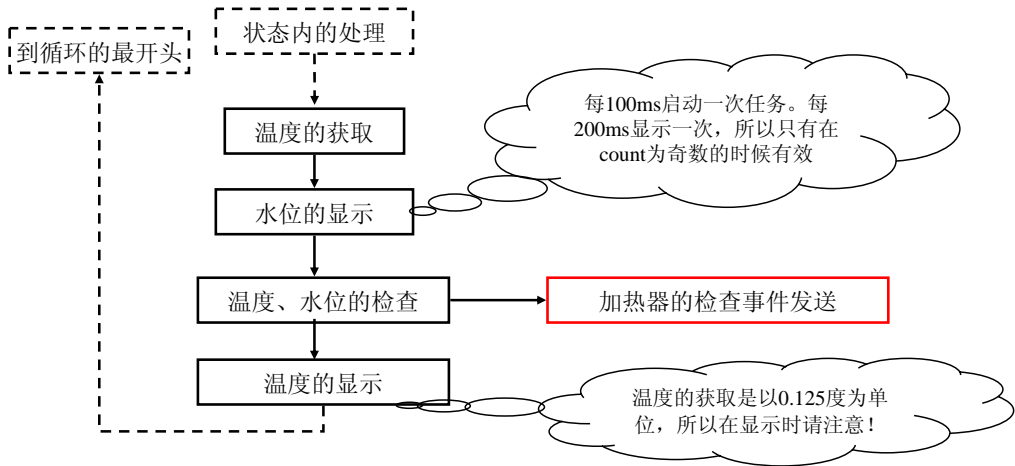 状态内的处理
到循环的最开头
温度的获取
每100ms启动一次任务。每
200ms显示一次，所以只有在
count为奇数的时候有效
水位的显示
温度、水位的检查
加热器的检查事件发送
温度的显示
温度的获取是以0.125度为单
位，所以在显示时请注意！